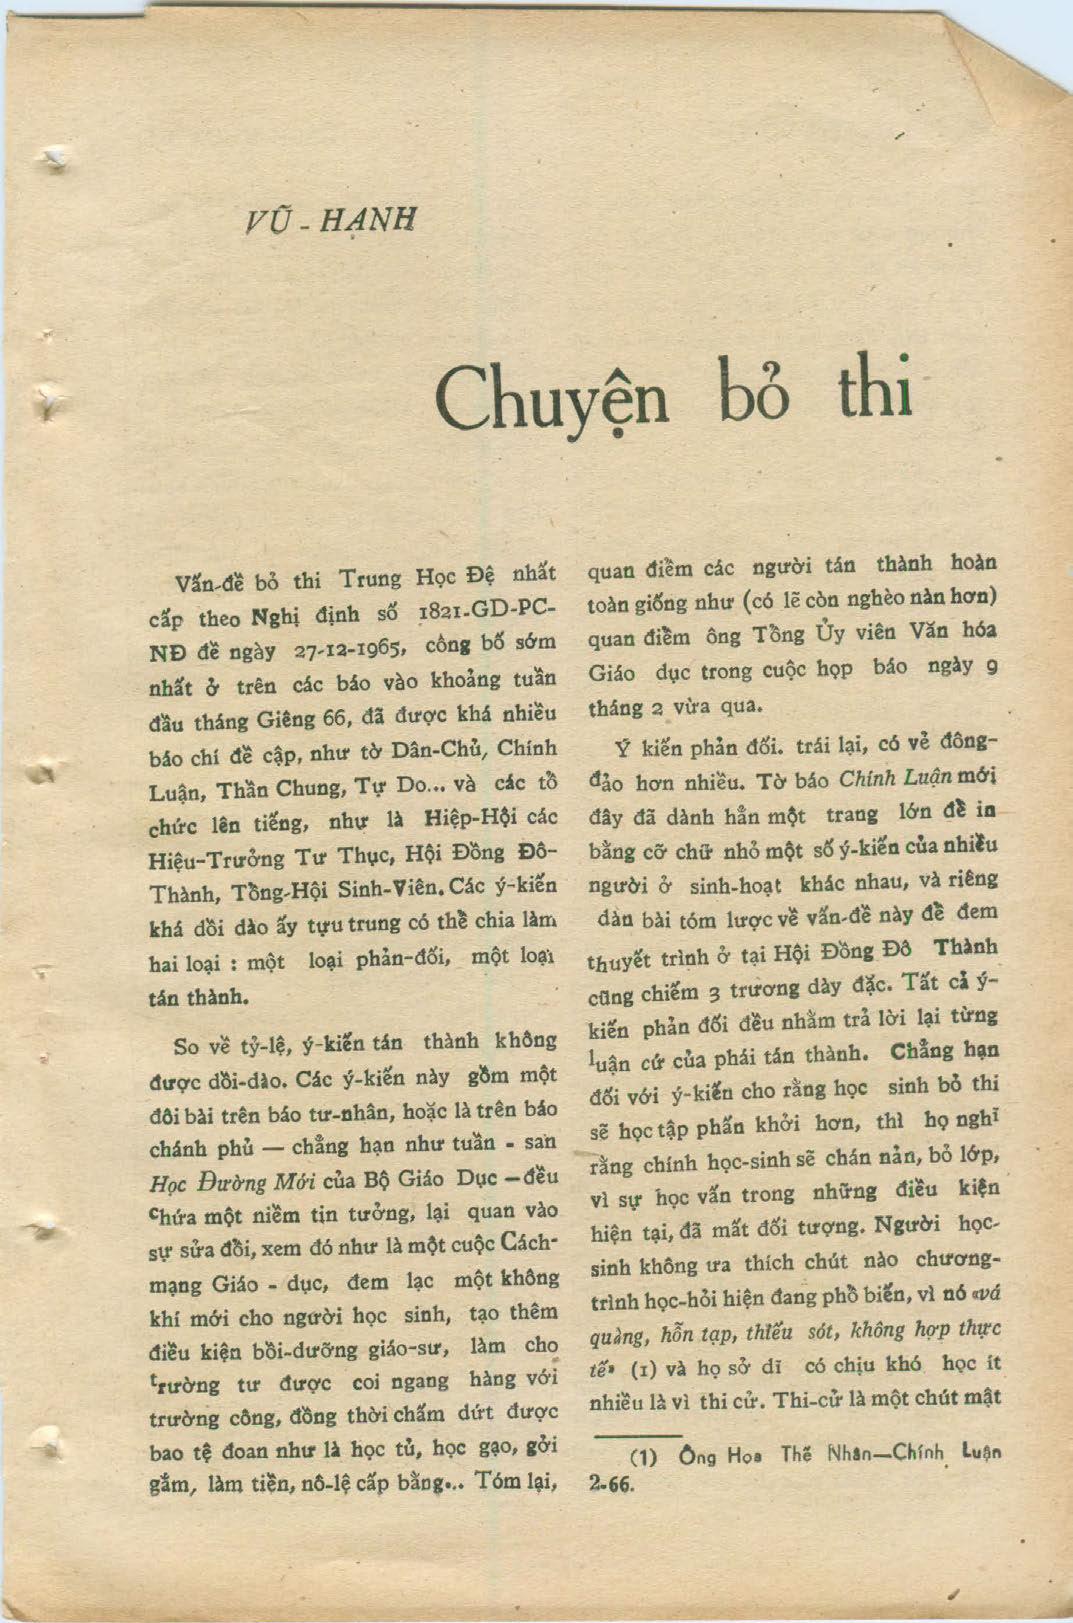 VŨ - HẠNH
Chuyện bỏ thi
Vấn-đề bỏ thi Trung Học Đệ nhất
cấp theo Nghị định số 1821-GD-PC-
NĐ đề ngày 27-12-1965, công bố sớm
nhất ở trên các báo vào khoảng tuần
đầu tháng Giêng 66, đã được khá nhiều
báo chí đề cập, như tờ Dân-Chủ, Chính
Luận, Thần Chung, Tự Do... và các tổ
chức lên tiếng, như là Hiệp-Hội các
Hiệu-Trưởng Tư Thục, Hội Đồng Đô-
Thành, Tổng-Hội Sinh-Viên. Các ý-kiến
khá dồi dào ấy tựu trung có thể chia làm
hai loại : một loại phản-đối, một loại
tán thành.
So về tỷ-lệ, ý-kiến tán thành không
được dồi-dào. Các ý-kiến này gồm một
đôi bài trên báo tư-nhân, hoặc là trên báo
chánh phủ — chẳng hạn như tuần - san
Học Đường Mới của Bộ Giáo Dục — đều
chứa một niềm tin tưởng, lại quan vào
sự sửa đổi, xem đó như là một cuộc Cách-
mạng Giáo - dục, đem lạc một không
khí mới cho người học sinh, tạo thêm
điều kiện bồi-dưỡng giáo-sư, làm cho
trường tư được coi ngang hàng với
trường công, đồng thời chấm dứt được
bao tệ đoan như là học tủ, học gạo, gởi
gắm, làm tiền, nô-lệ cấp bằng... Tóm lại,
quan điểm các người tán thành hoàn
toàn giống như (có lẽ còn nghèo nàn hơn)
quan điểm ông Tổng Ủy viên Văn hóa
Giáo dục trong cuộc họp báo ngày 9
tháng 2 vừa qua.
Ý kiến phản đối. trái lại, có vẻ đông-
đảo hơn nhiều. Tờ báo Chính Luận mới
đây đã dành hẳn một trang lớn để in
bằng cỡ chữ nhỏ một số ý-kiến của nhiều
người ở sinh-hoạt khác nhau, và riêng
dàn bài tóm lược về vấn-đề này để đem
thuyết trình ở tại Hội Đồng Đô Thành
cũng chiếm 3 trương dày đặc. Tất cả ý-
kiến phản đối đều nhằm trả lời lại từng
luận cứ của phái tán thành. Chẳng hạn
đối với ý-kiến cho rằng học sinh bỏ thi
sẽ học tập phấn khởi hơn, thì họ nghĩ
rằng chính học-sinh sẽ chán nản, bỏ lớp,
vì sự học vấn trong những điều kiện
hiện tại, đã mất đối tượng. Người học-
sinh không ưa thích chút nào chương-
trình học-hỏi hiện đang phổ biến, vì nó «vá
quàng, hỗn tạp, thiếu sót, không hợp thực
tế» (1) và họ sở dĩ có chịu khó học ít
nhiều là vì thi cử. Thi-cử là một chút mật
(1) Ông Hoa Thế Nhân—Chính Luận
2-66.